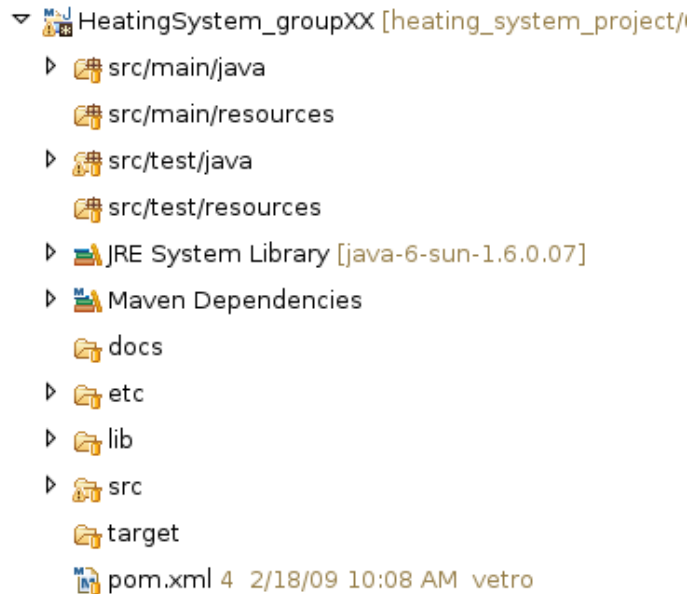 HeatingSystem_groupXX [heating_system_project/
src/main/java
src/main/resources
src/test/java
src/test/resources
JRE System Library [java-6-sun-1.6.0.07]
Maven Dependencies
docs
etc
lib
src
target
pom.xml 4 2/18/09 10:08 AM vetro